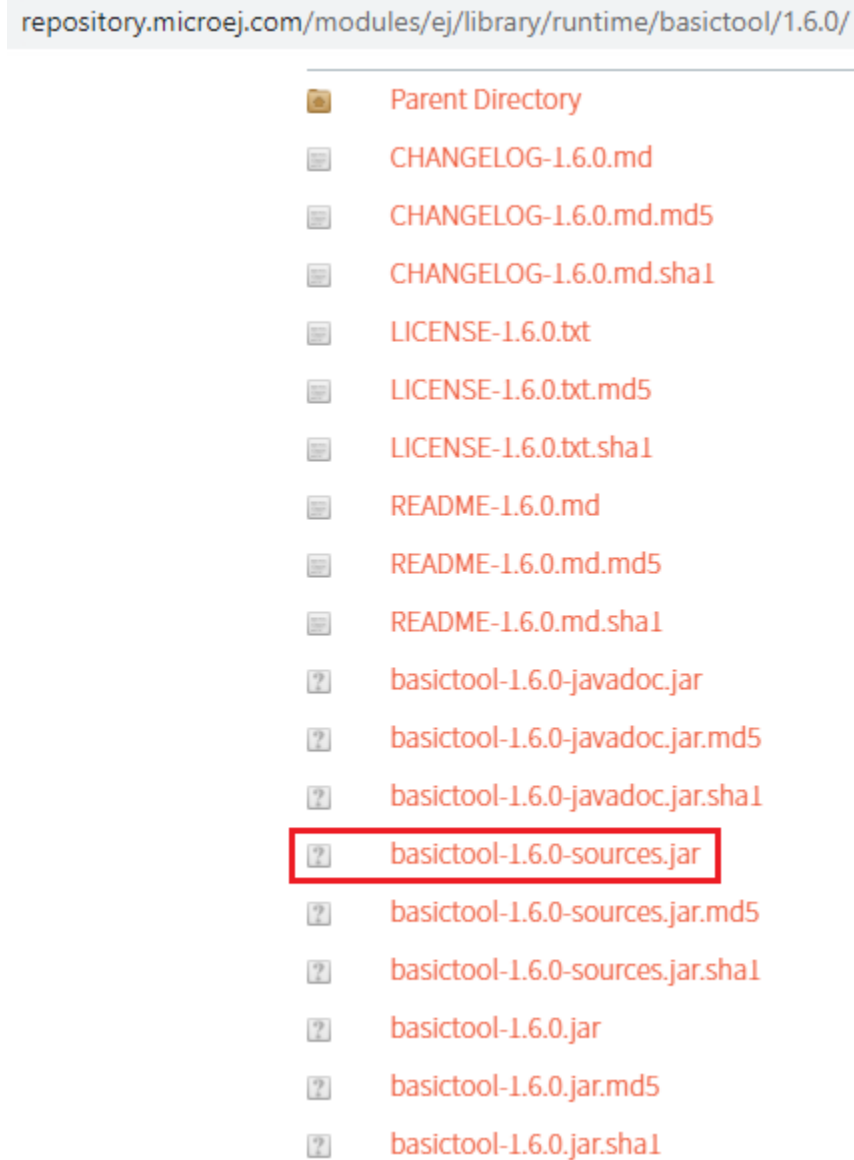 repository.microej.com/modules/ej/library/runtime/basictool/1.6.0/
Parent Directory
CHANGELOG-1.6.0.md
CHANGELOG-1.6.0.md.md5
CHANGELOG-1.6.0.md.sha1
LICENSE-1.6.0.txt
LICENSE-1.6.0.txt.md5
LICENSE-1.6.0.txt.sha1
README-1.6.0.md
README-1.6.0.md.md5
README-1.6.0.md.sha1
basictool-1.6.0-javadoc.jar
basictool-1.6.0-javadoc.jar.md5
basictool-1.6.0-javadoc.jar.sha1
basictool-1.6.0-sources.jar
basictool-1.6.0-sources.jar.md5
basictool-1.6.0-sources.jar.sha1
basictool-1.6.0.jar
basictool-1.6.0.jar.md5
basictool-1.6.0.jar.sha1